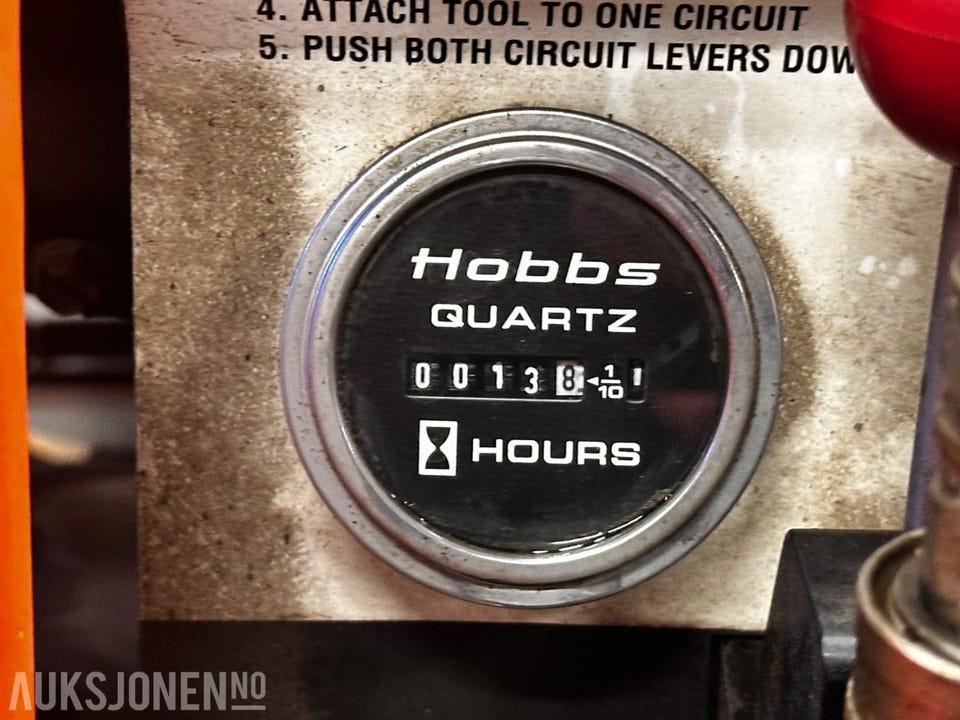 4. ATTACH TOOL TO ONE CIRCUIT
5. PUSH BOTH CIRCUIT LEVERS DOW
Hobbs
QUARTZ
0 0 1 3 8 ◄ 1/10
HOURS
AUKSJONEN.NO